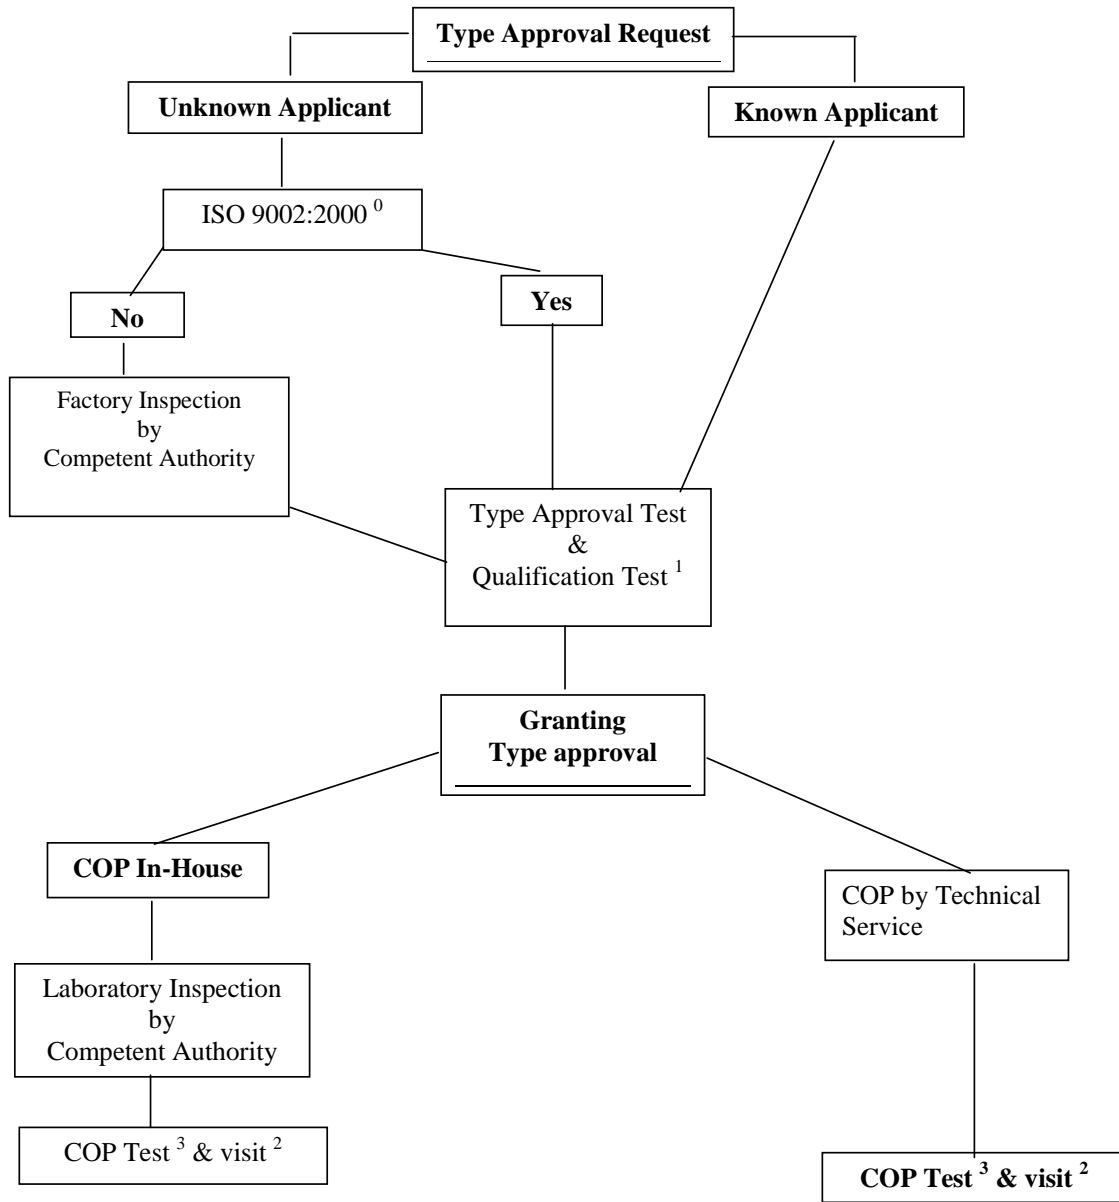 Type Approval Request
Unknown Applicant
Known Applicant
ISO 9002:2000 0
No
Yes
Factory Inspection
by
Competent Authority
Type Approval Test
&
Qualification Test 1
Granting
Type approval
COP In-House
COP by Technical
Service
Laboratory Inspection
by
Competent Authority
COP Test 3 & visit 2
COP Test 3 & visit 2